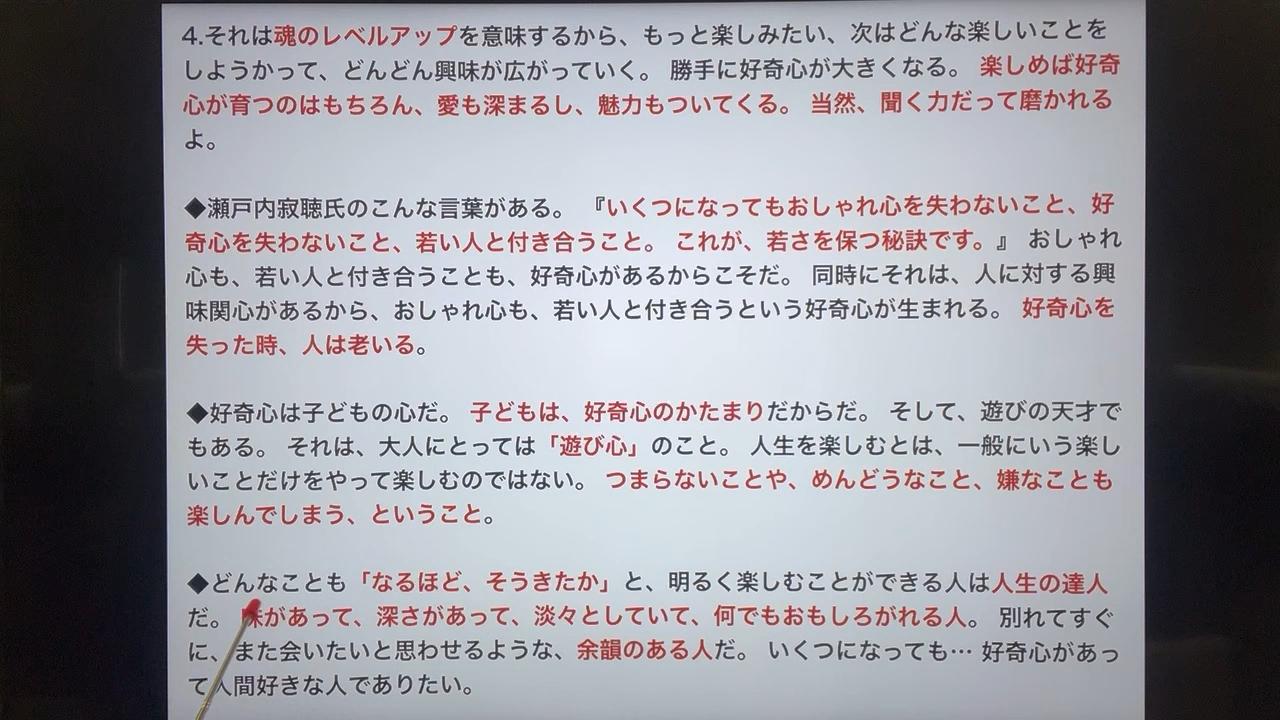 4.それは魂のレベルアップを意味するから、もっと楽しみたい、次はどんな楽しいことを
しようかって、どんどん興味が広がっていく。 勝手に好奇心が大きくなる。 楽しめば好奇
心が育つのはもちろん、愛も深まるし、魅力もついてくる。 当然、聞く力だって磨かれる
よ。
◆瀬戸内寂聴氏のこんな言葉がある。 『いくつになってもおしゃれ心を失わないこと、好
奇心を失わないこと、若い人と付き合うこと。 これが、若さを保つ秘訣です。』 おしゃれ
心も、若い人と付き合うことも、好奇心があるからこそだ。 同時にそれは、人に対する興
味関心があるから、おしゃれ心も、若い人と付き合うという好奇心が生まれる。 好奇心を
失った時、人は老いる。
◆好奇心は子どもの心だ。 子どもは、好奇心のかたまりだからだ。 そして、遊びの天才で
もある。 それは、大人にとっては「遊び心」のこと。 人生を楽しむとは、一般にいう楽し
いことだけをやって楽しむのではない。 つまらないことや、めんどうなこと、嫌なことも
楽しんでしまう、ということ。
◆どんなことも「なるほど、そうきたか」と、明るく楽しむことができる人は人生の達人
だ。 味があって、深さがあって、淡々としていて、何でもおもしろがれる人。 別れてすぐ
に、また会いたいと思わせるような、余韻のある人だ。 いくつになっても… 好奇心があっ
て人間好きな人でありたい。